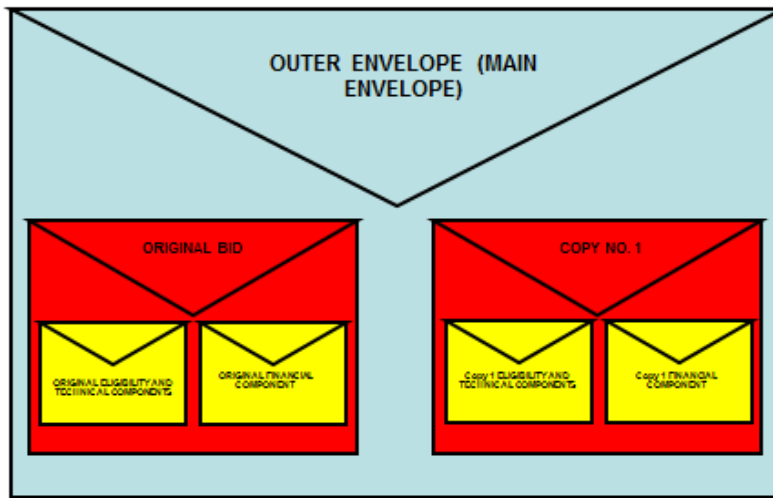 OUTER ENVELOPE (MAIN
ENVELOPE)
ORIGINAL BID
COPY NO. 1
ORIGINAL ELIGIBILITY AND
TECHNICAL COMPONENTS
ORIGINAL FINANCIAL
COMPONENT
Copy 1 ELIGIBILITY AND
TECHNICAL COMPONENTS
Copy 1 FINANCIAL
COMPONENT